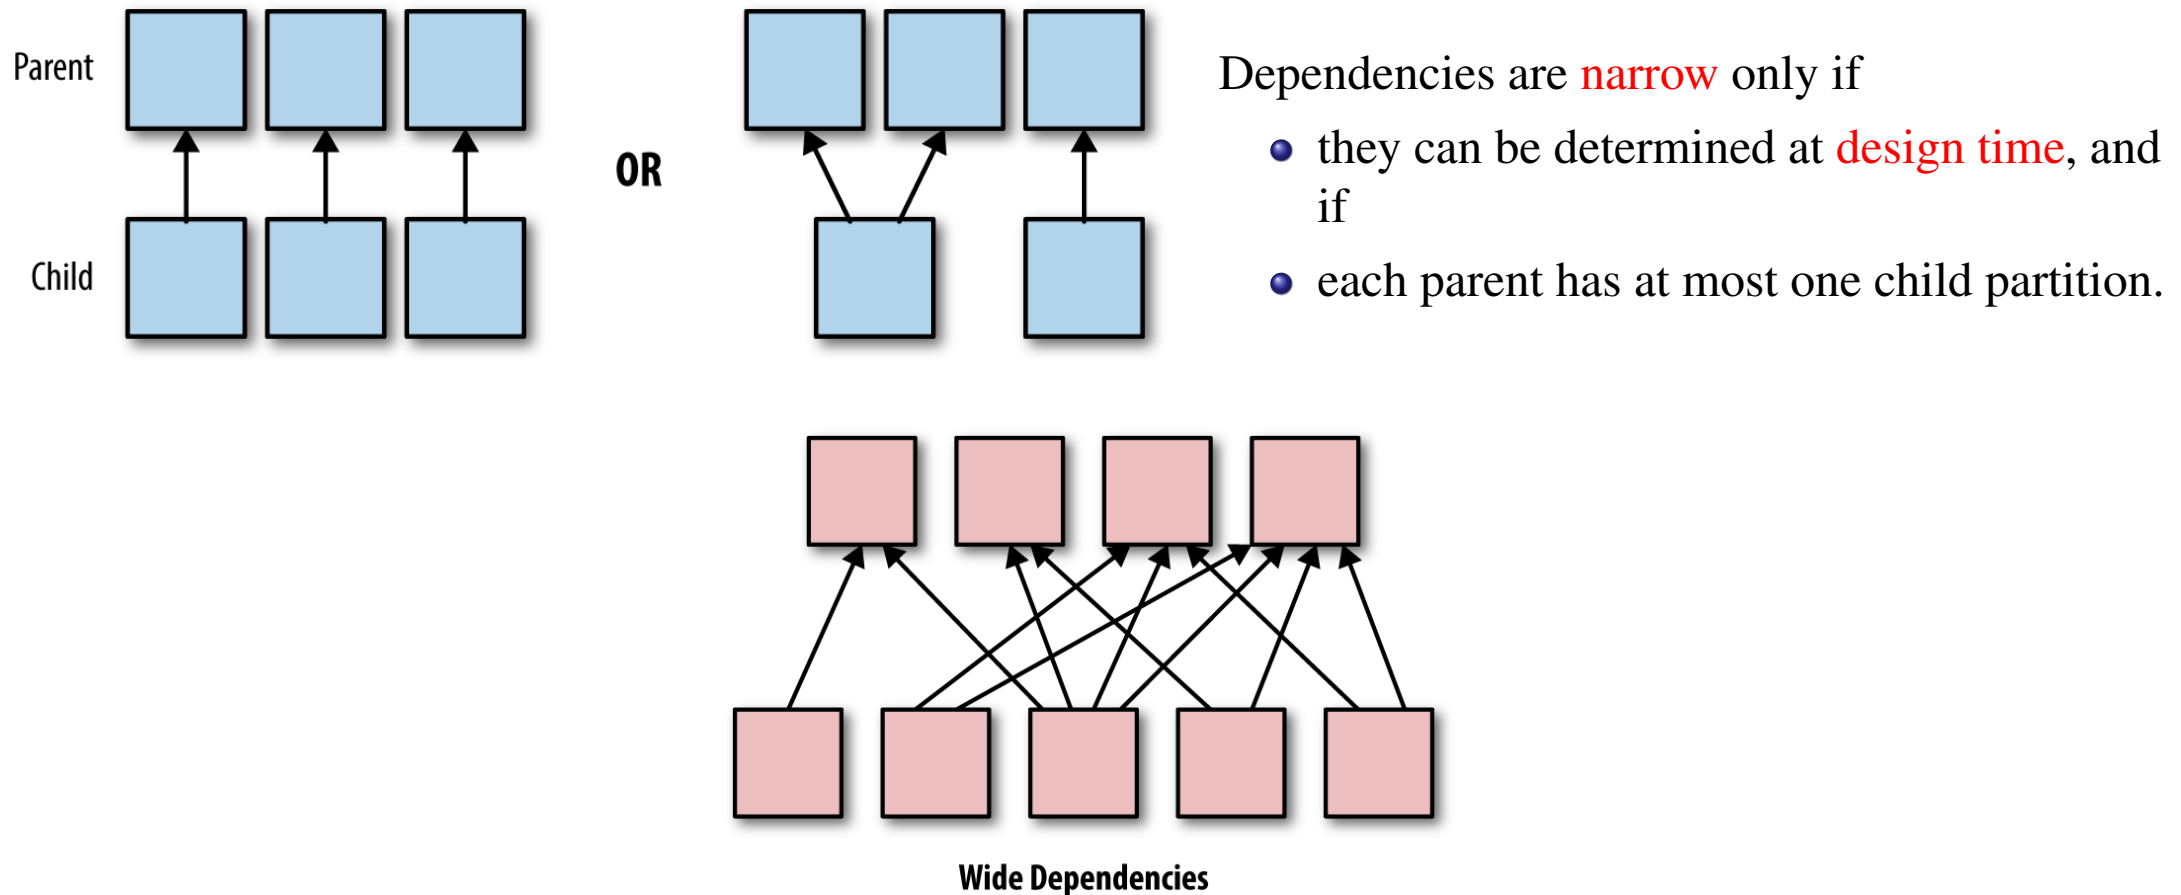 Parent
Child
OR
Dependencies are narrow only if
they can be determined at design time, and
if
each parent has at most one child partition.
Wide Dependencies